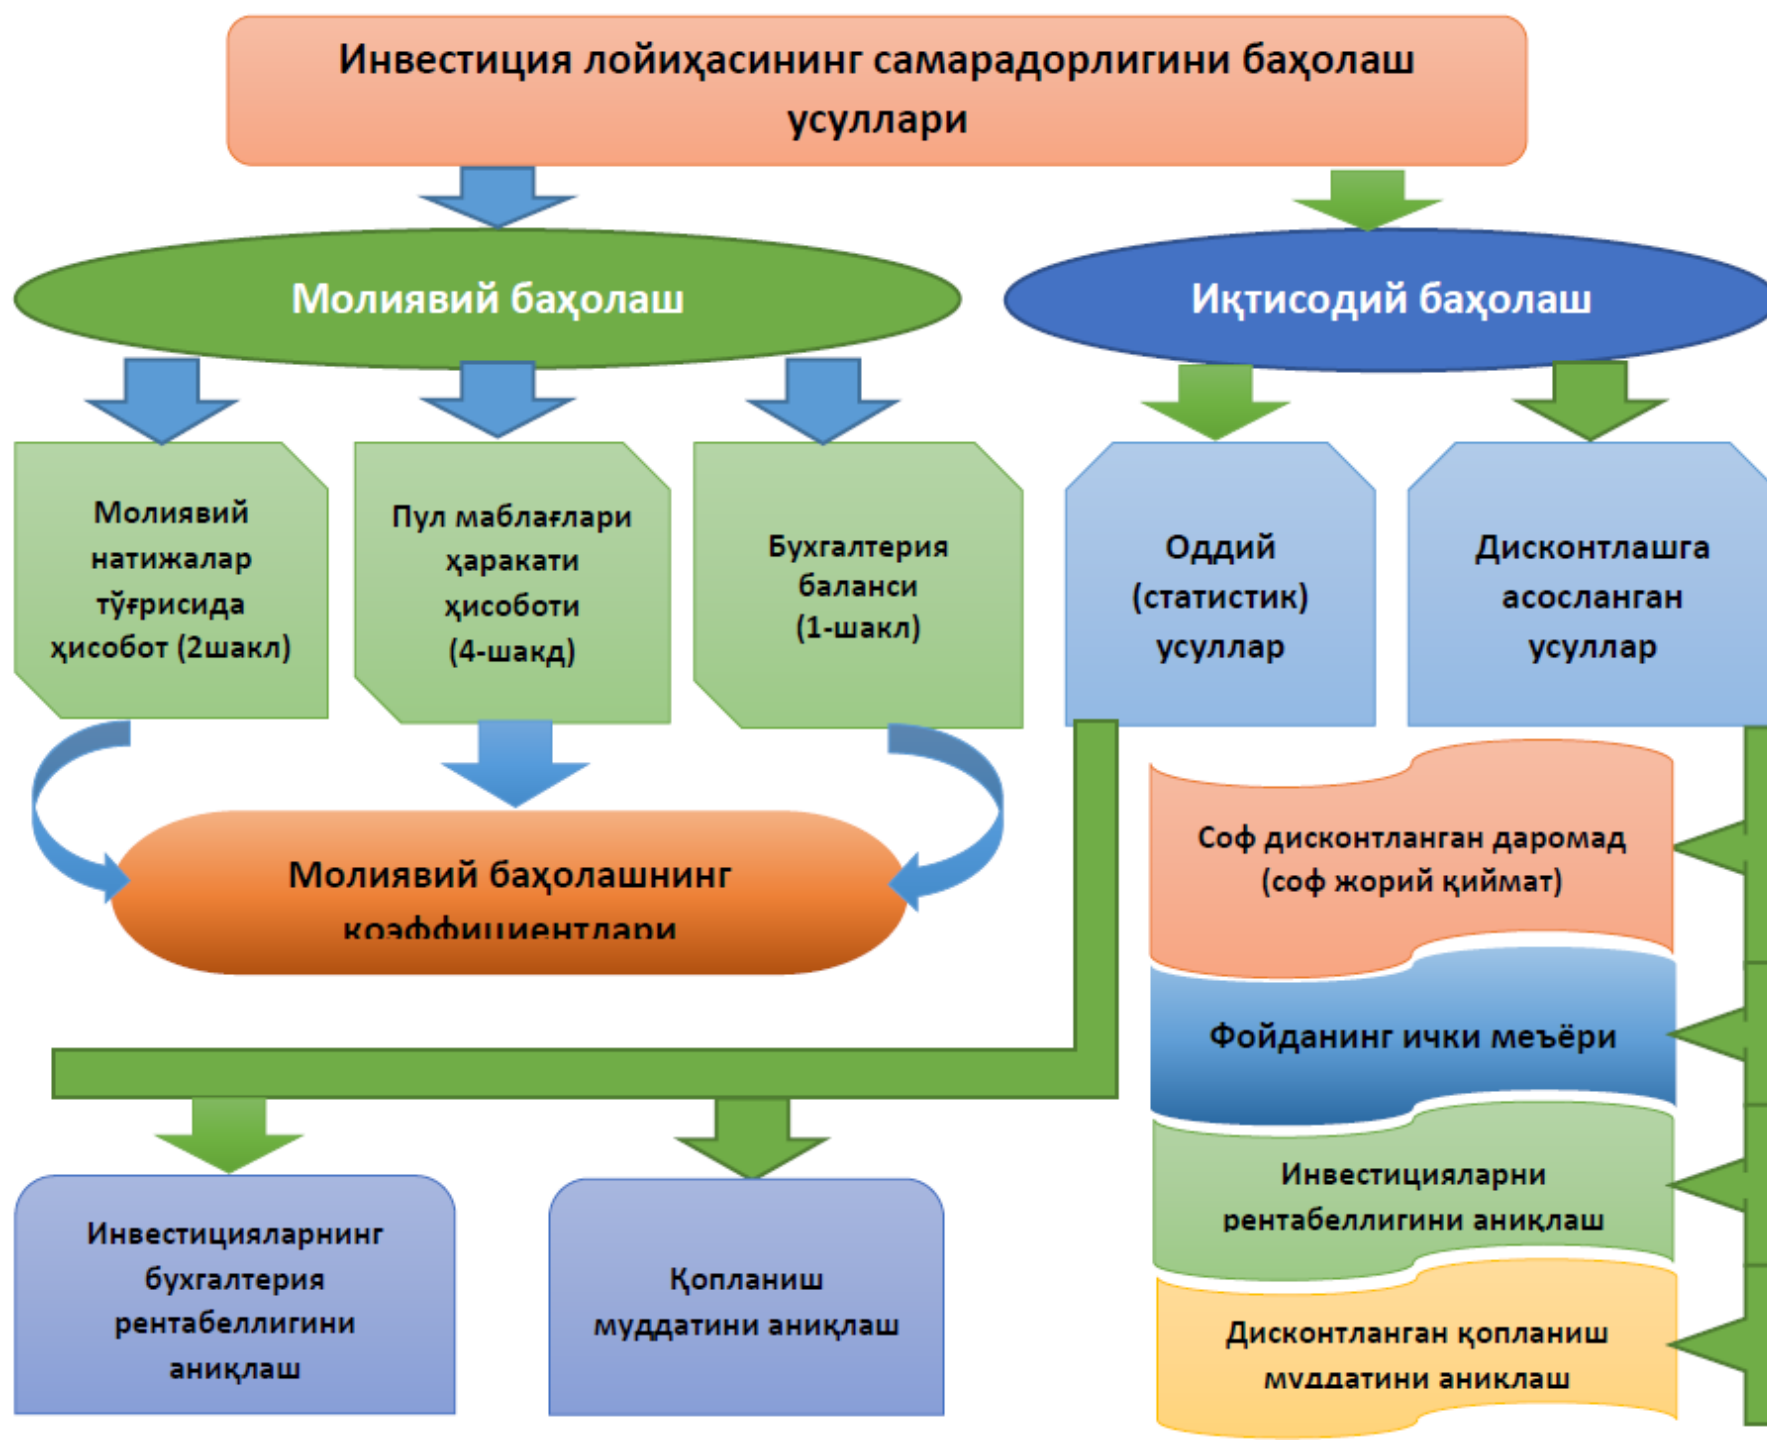 Инвестиция лойиҳасининг самарадорлигини баҳолаш
усуллари
Молиявий баҳолаш
Иқтисодий баҳолаш
Молиявий
натижалар
тўғрисида
ҳисобот (2шакл)
Пул маблағлари
ҳаракати
ҳисоботи
(4-шакд)
Бухгалтерия
баланси
(1-шакл)
Оддий
(статистик)
усуллар
Дисконтлашга
асосланган
усуллар
Молиявий баҳолашнинг
коэффициентлари
Соф дисконтланган даромад
(соф жорий қиймат)
Фойданинг ички меъёри
Инвестицияларни
рентабеллигини аниқлаш
Дисконтланган қопланиш
муддатини аниқлаш
Инвестицияларнинг
бухгалтерия
рентабеллигини
аниқлаш
Қопланиш
муддатини аниқлаш